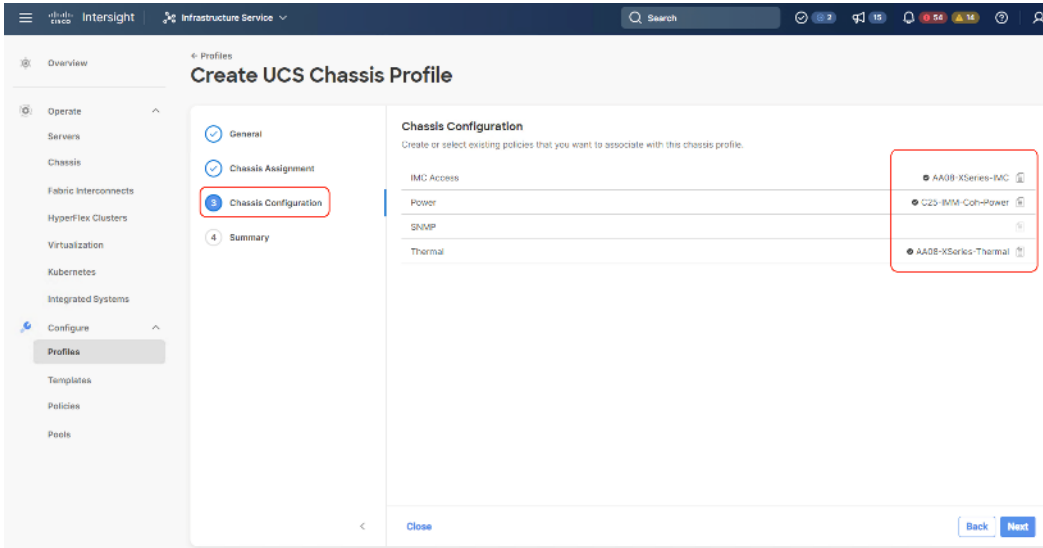 CISCO Intersight Infrastructure Service Search 2 15 54 14
Overview
Operate
Servers
Chassis
Fabric Interconnects
HyperFlex Clusters
Virtualization
Kubernetes
Integrated Systems
Configure
Profiles
Templates
Policies
Pools
← Profiles
Create UCS Chassis Profile
General
Chassis Assignment
3 Chassis Configuration
4 Summary
Chassis Configuration
Create or select existing policies that you want to associate with this chassis profile.
IMC Access AA08-XSeries-IMC
Power C25-IMM-Coh-Power
SNMP
Thermal AA08-XSeries-Thermal
< Close Back Next